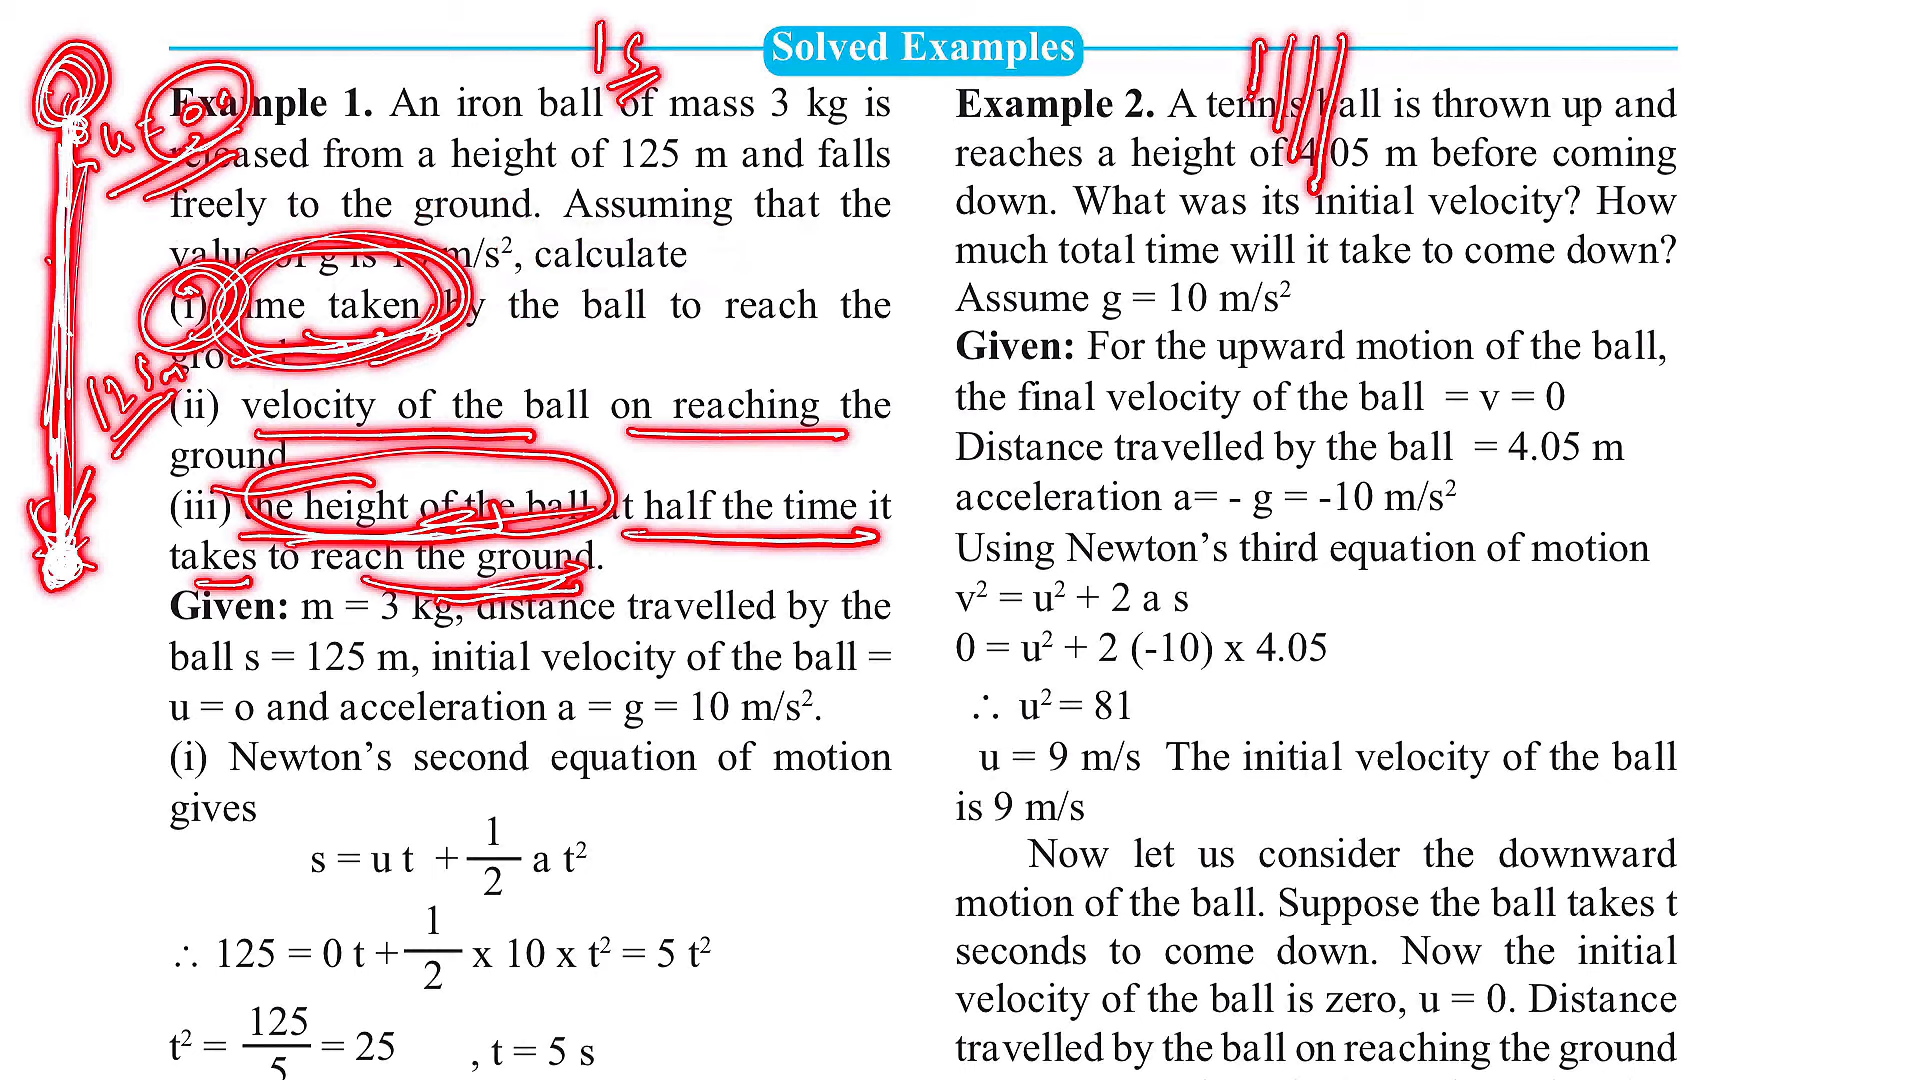 Solved Examples
1 s
u = 0
Example 1. An iron ball of mass 3 kg is
released from a height of 125 m and falls
freely to the ground. Assuming that the
value of g is 10 m/s², calculate
(i) time taken by the ball to reach the
ground
(ii) velocity of the ball on reaching the
ground
(iii) the height of the ball at half the time it
takes to reach the ground.
125m
Given: m = 3 kg, distance travelled by the
ball s = 125 m, initial velocity of the ball =
u = o and acceleration a = g = 10 m/s².
(i) Newton’s second equation of motion
gives
s = u t + 1/2 a t²
∴ 125 = 0 t + 1/2 x 10 x t² = 5 t²
t² = 125/5 = 25 , t = 5 s
Example 2. A tennis ball is thrown up and
reaches a height of 4.05 m before coming
down. What was its initial velocity? How
much total time will it take to come down?
Assume g = 10 m/s²
Given: For the upward motion of the ball,
the final velocity of the ball = v = 0
Distance travelled by the ball = 4.05 m
acceleration a= - g = -10 m/s²
Using Newton’s third equation of motion
v² = u² + 2 a s
0 = u² + 2 (-10) x 4.05
∴ u² = 81
u = 9 m/s The initial velocity of the ball
is 9 m/s
Now let us consider the downward
motion of the ball. Suppose the ball takes t
seconds to come down. Now the initial
velocity of the ball is zero, u = 0. Distance
travelled by the ball on reaching the ground